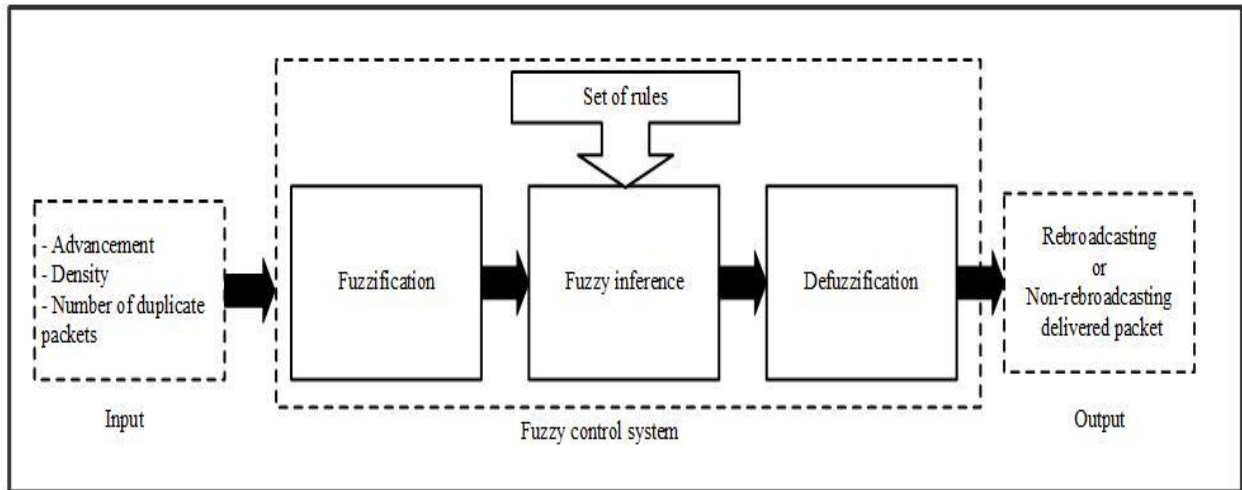 Set of rules
- Advancement
- Density
- Number of duplicate
packets
Fuzzification
Fuzzy inference
Defuzzification
Rebroadcasting
or
Non-rebroadcasting
delivered packet
Input
Fuzzy control system
Output